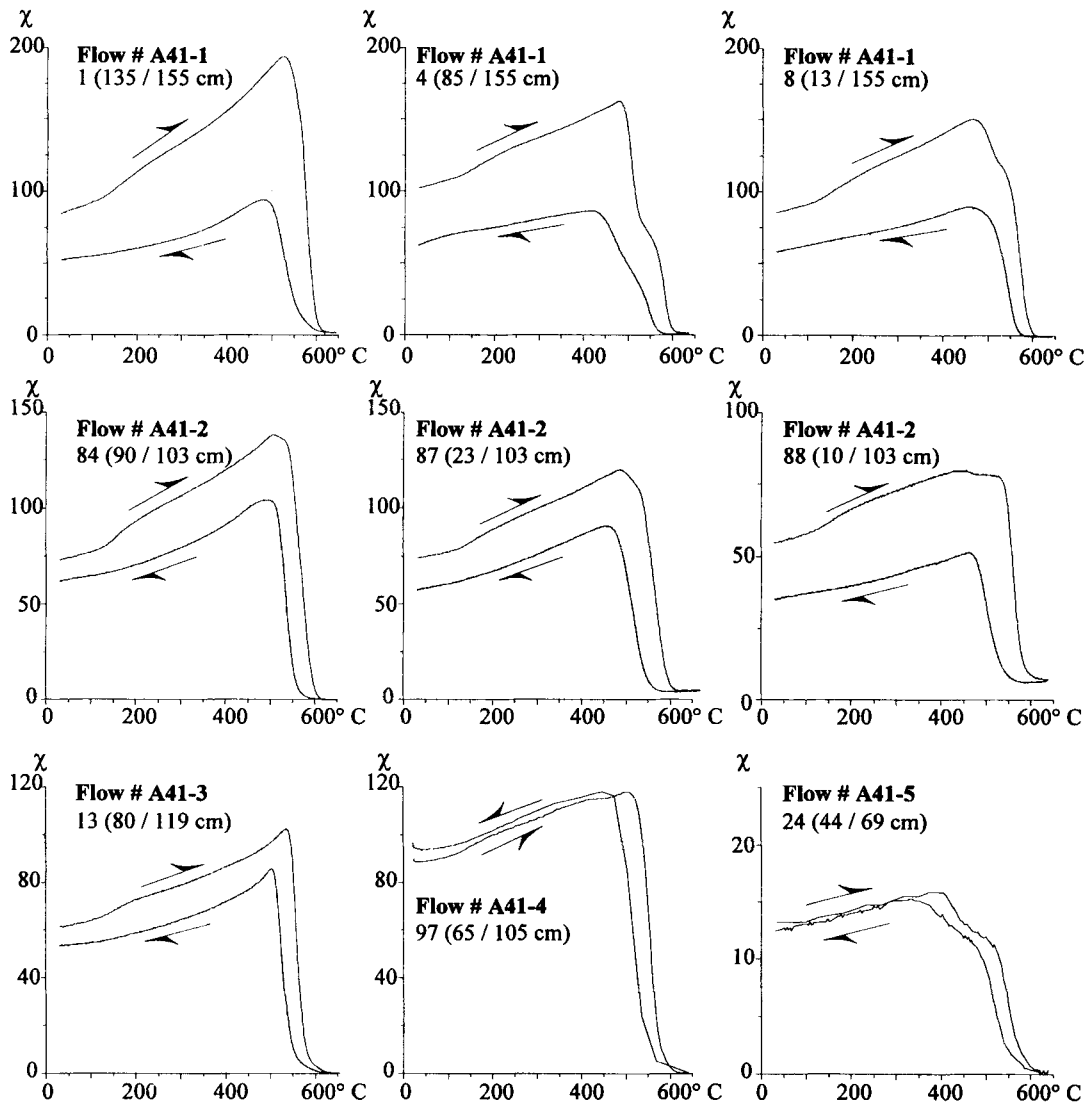 χ χ χ
200 200
Flow # A41-1 Flow # A41-1 Flow # A41-1
1 (135 / 155 cm) 4 (85 / 155 cm) 8 (13 / 155 cm)
100 100 100
0 0 0
0 200 400 600° C 0 200 400 600° C 0 200 400 600° C
χ χ χ
150 150 100
Flow # A41-2 Flow # A41-2 Flow # A41-2
84 (90 / 103 cm) 87 (23 / 103 cm) 88 (10 / 103 cm)
100 100
50 50 50
0 0 0
0 200 400 600° C 0 200 400 600° C 0 200 400 600° C
χ χ χ
120 120
Flow # A41-3 Flow # A41-5
13 (80 / 119 cm) 24 (44 / 69 cm)
20
80 80
Flow # A41-4
97 (65 / 105 cm)
10
40 40
0 0 0
0 200 400 600° C 0 200 400 600° C 0 200 400 600° C